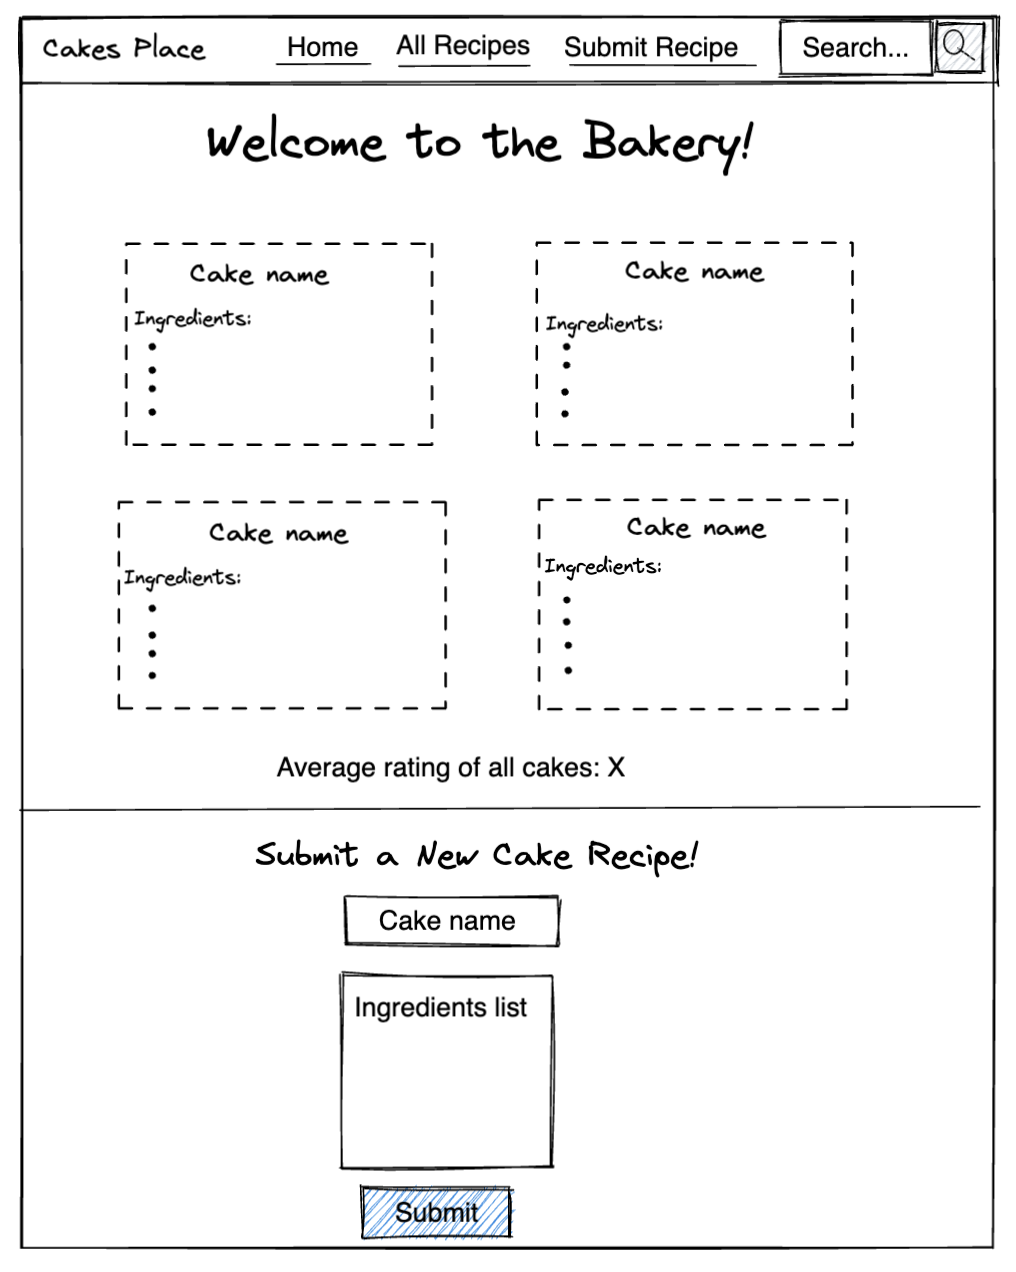 Cakes Place Home All Recipes Submit Recipe Search...
Welcome to the Bakery!
Cake name
Ingredients:
Cake name
Ingredients:
Cake name
Ingredients:
Cake name
Ingredients:
Average rating of all cakes: X
Submit a New Cake Recipe!
Cake name
Ingredients list
Submit